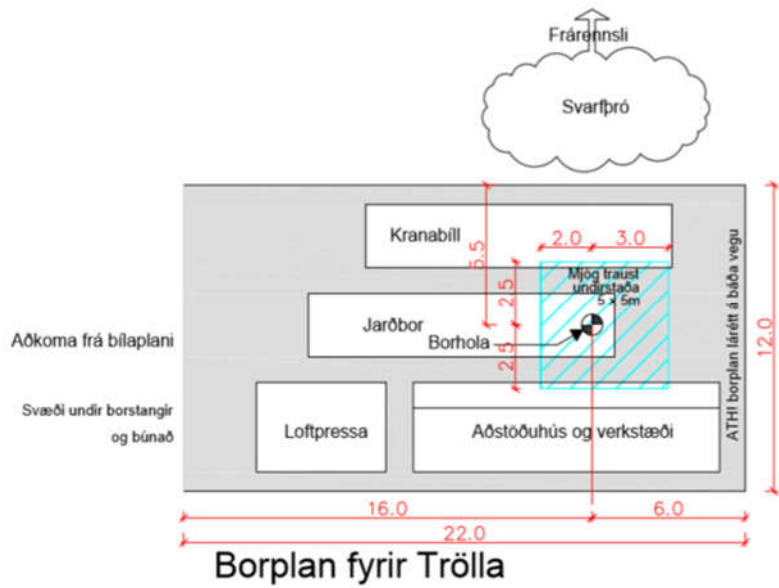 Frárennsli
Svarfþró
Kranabíll
5.5
2.0
3.0
Mjög traust
undirstaða
5 x 5m
2.5
Jarðbor
Borhola
2.5
ATH! borplan lárétt á báða vegu
12.0
Aðkoma frá bílaplani
Svæði undir borstangir
og búnað
Loftpressa
Aðstöðuhús og verkstæði
16.0
6.0
22.0
Borplan fyrir Trölla